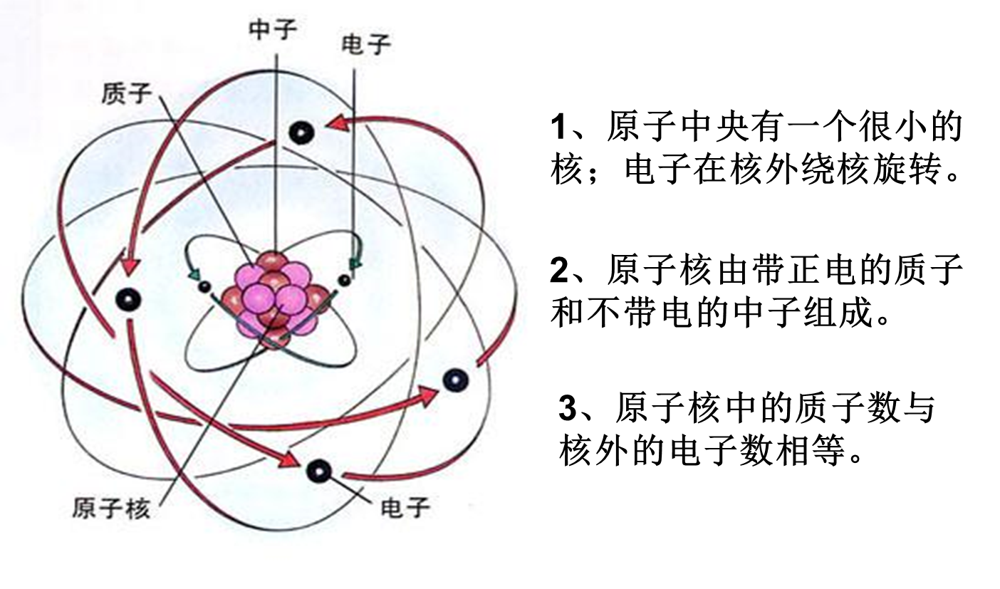 中子
电子
质子
原子核
电子
1、原子中央有一个很小的
核；电子在核外绕核旋转。
2、原子核由带正电的质子
和不带电的中子组成。
3、原子核中的质子数与
核外的电子数相等。